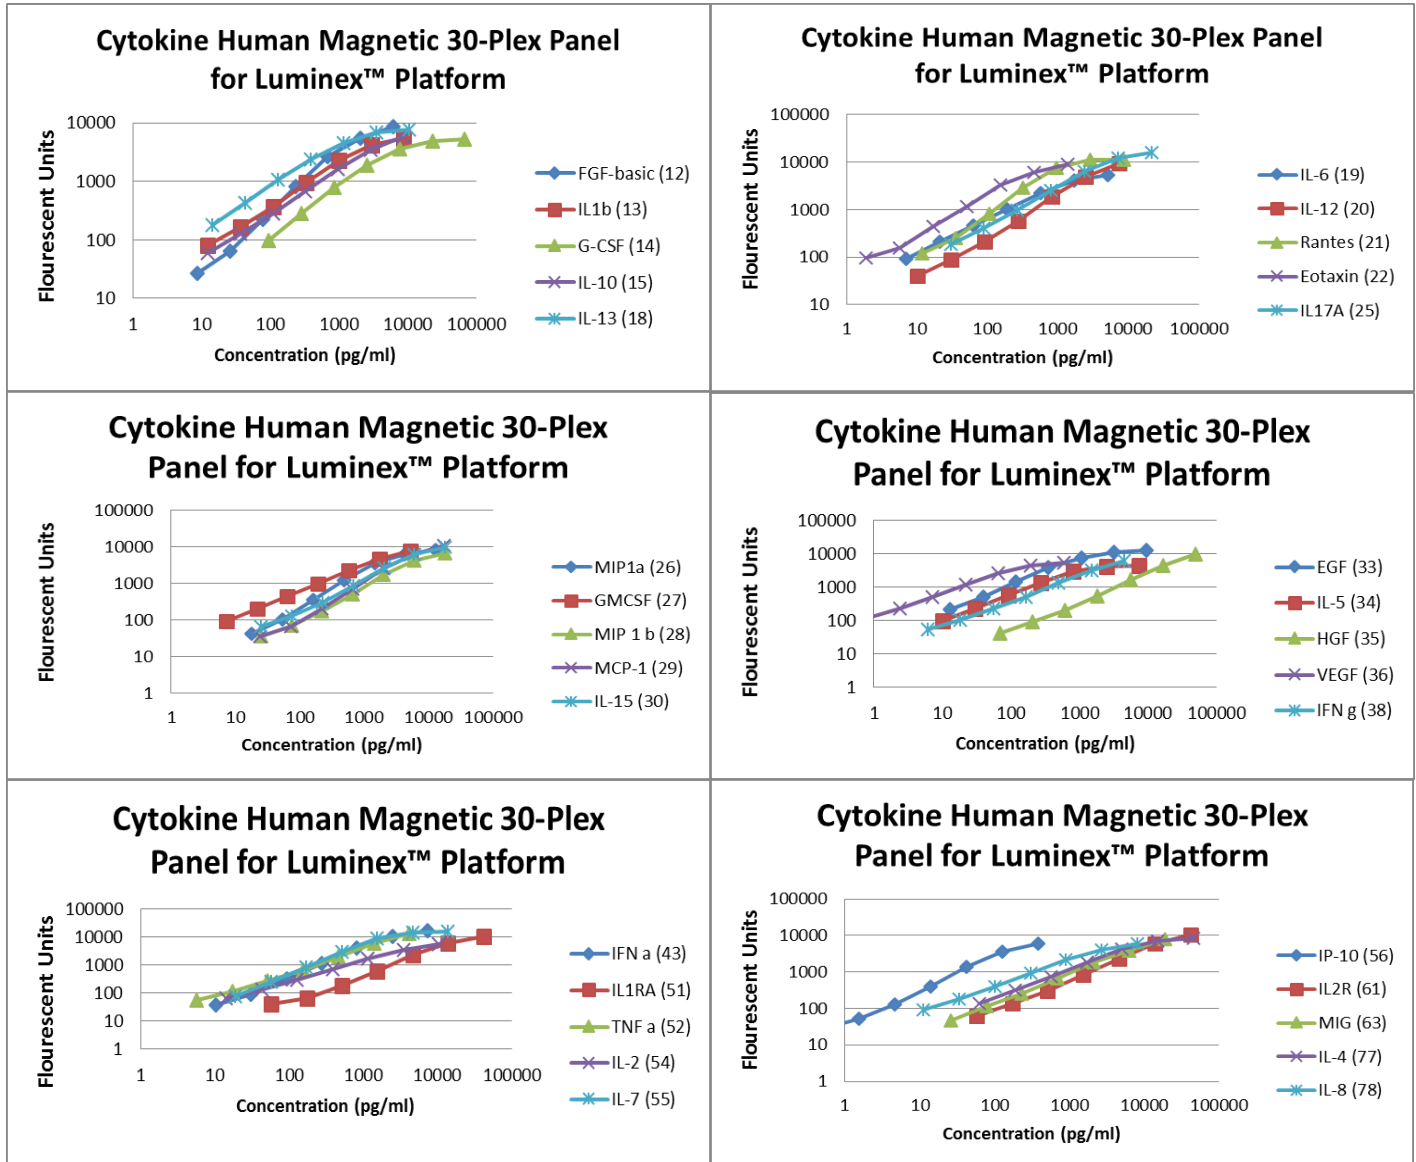 Cytokine Human Magnetic 30-Plex Panel
for Luminex™ Platform
Flourescent Units
10000
1000
100
10
1 10 100 1000 10000 100000
Concentration (pg/ml)
FGF-basic (12)
IL1b (13)
G-CSF (14)
IL-10 (15)
IL-13 (18)
Cytokine Human Magnetic 30-Plex Panel
for Luminex™ Platform
Flourescent Units
100000
10000
1000
100
10
1 10 100 1000 10000 100000
Concentration (pg/ml)
IL-6 (19)
IL-12 (20)
Rantes (21)
Eotaxin (22)
IL17A (25)
Cytokine Human Magnetic 30-Plex
Panel for Luminex™ Platform
Flourescent Units
100000
10000
1000
100
10
1
1 10 100 1000 10000 100000
Concentration (pg/ml)
MIP1a (26)
GMCSF (27)
MIP 1 b (28)
MCP-1 (29)
IL-15 (30)
Cytokine Human Magnetic 30-Plex
Panel for Luminex™ Platform
Flourescent Units
100000
10000
1000
100
10
1
1 10 100 1000 10000 100000
Concentration (pg/ml)
EGF (33)
IL-5 (34)
HGF (35)
VEGF (36)
IFN g (38)
Cytokine Human Magnetic 30-Plex
Panel for Luminex™ Platform
Flourescent Units
100000
10000
1000
100
10
1
1 10 100 1000 10000 100000
Concentration (pg/ml)
IFN a (43)
IL1RA (51)
TNF a (52)
IL-2 (54)
IL-7 (55)
Cytokine Human Magnetic 30-Plex
Panel for Luminex™ Platform
Flourescent Units
100000
10000
1000
100
10
1
1 10 100 1000 10000 100000
Concentration (pg/ml)
IP-10 (56)
IL2R (61)
MIG (63)
IL-4 (77)
IL-8 (78)